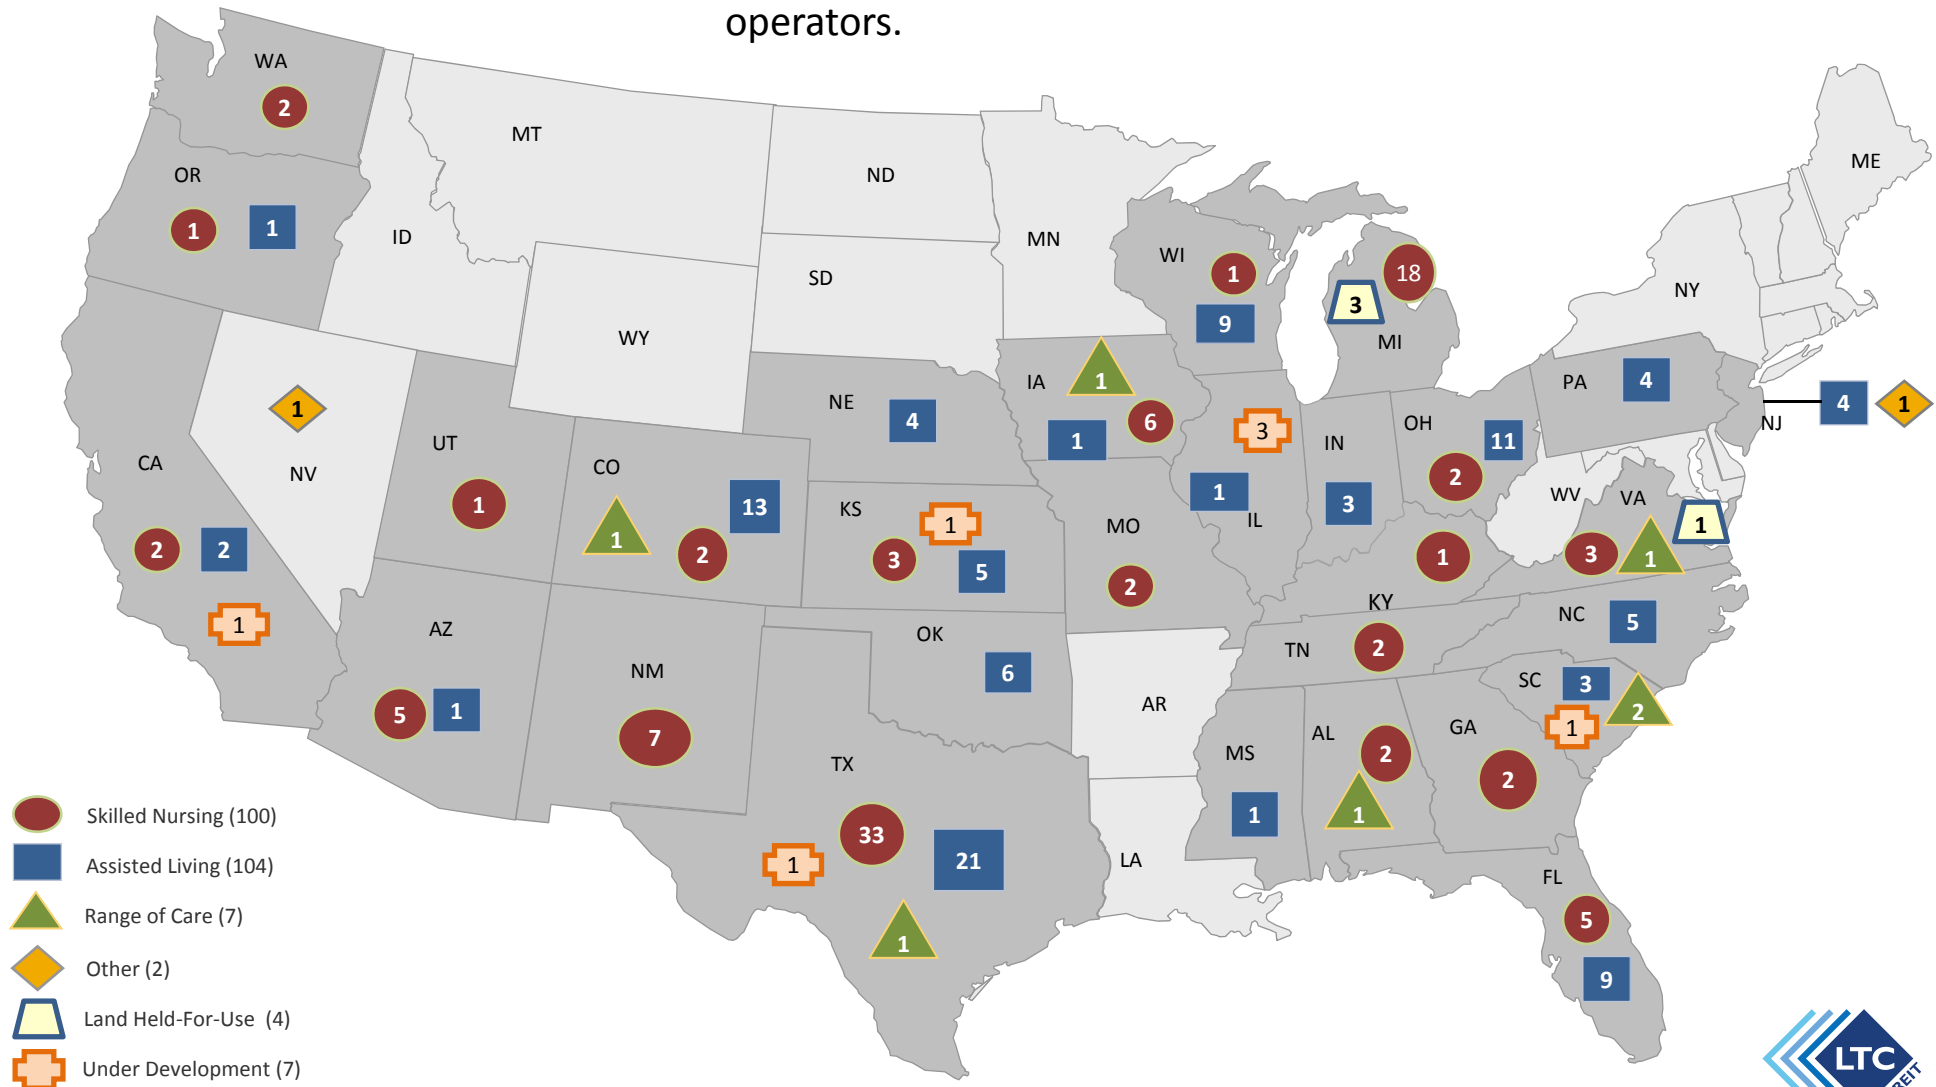 operators.
WA
2
MT
ND
ME
OR
1
1
ID
MN
WI
1
18
SD
3
NY
9
WY
MI
IA
1
PA
4
NE
4
1
6
3
IN
OH
11
4
1
NJ
1
UT
CO
2
CA
NV
1
13
KS
1
1
IL
3
WV
VA
1
1
2
3
5
MO
2
1
3
1
2
2
KY
1
AZ
OK
TN
2
NC
5
NM
6
SC
3
5
1
7
AR
1
2
TX
MS
AL
2
GA
2
33
1
1
1
21
LA
FL
1
5
9
Skilled Nursing (100)
Assisted Living (104)
Range of Care (7)
Other (2)
Land Held-For-Use (4)
Under Development (7)
LTC
REIT